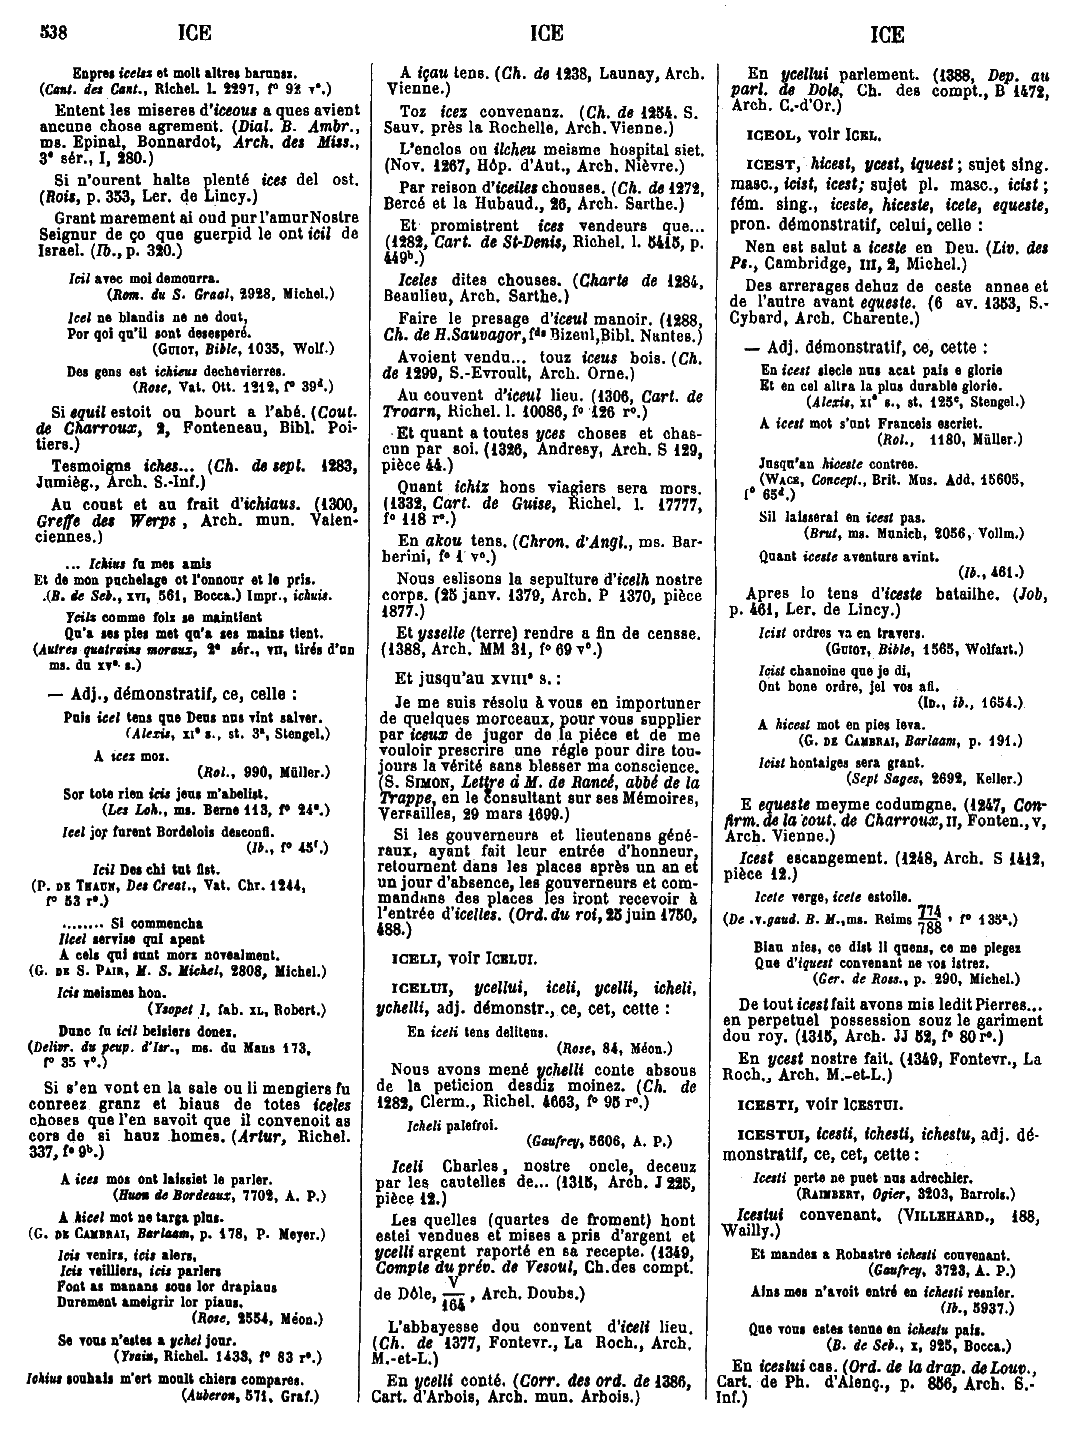 538 ICE ICE ICE
Enpres icelas et molt altres barunsz.
(Cant. des Cant., Richel. l. 2297, f° 92 v°.)
Entent les miseres d'iceous a ques avient
ancune chose agrement. (Dial. B. Ambr.,
ms. Epinal, Bonnardot, Arch. des Miss.,
3e sér., I, 280.)
Si n'ourent halte plenté ices del ost.
(Rois, p. 353, Ler. de Lincy.)
Grant marement ai oud pur l'amur Nostre
Seignur de ço que guerpid le ont icil de
Israel. (Ib., p. 320.)
Icil avec moi demourra.
(Rom. du S. Graal, 2928, Michel.)
Icel ne blandis ne ne dout,
Por qoi qu'il sont desesperé.
(GUIOT, Bible, 1035, Wolf.)
Des gens est ichieus dechevierres.
(Rose, Vat. Ott. 1212, f° 39d.)
Si equil estoit ou bourt a l'abé. (Cout.
de Charroux, 2, Fonteneau, Bibl. Poi-
tiers.)
Tesmoigns iches... (Ch. de sept. 1283,
Jumièg., Arch. S.-Inf.)
Au coust et au frait d'ichiaus. (1300,
Greffe des Werps, Arch. mun. Valen-
ciennes.)
... Ichius fu mes amis
Et de mon puchelage ot l'onnour et le pris.
(B. de Seb., XVI, 561, Bocca.) Impr., ichuis.
Ycilz comme folz se maintient
Qu'a ses piés met qu'a ses mains tient.
(Autres quatrains moraux, 2e sér., VII, tirés d'un
ms. du XVe s.)
— Adj., démonstratif, ce, celle :
Puis icel tens que Deus nus vint salver.
(Alexis, XIe s., st. 3a, Stengel.)
A icez moz.
(Rol., 990, Müller.)
Sor tote rien icis jeus m'abelist.
(Les Loh., ms. Berne 113, f° 24e.)
Icel jor furent Bordelois desconfi.
(Ib., f° 45f.)
Icil Des chi tut fist.
(P. DE THAUN, Des Creat., Vat. Chr. 1244,
f° 53 r°.)
........ Si commencha
Iicel servise qui apent
A cels qui sunt morz novealment.
(G. DE S. PAIR, M. S. Michel, 2808, Michel.)
Icis meismes hon.
(Ysopet I, fab. XL, Robert.)
Dunc fu icil belsiers donez.
(Delivr. du peup. d'Isr., ms. du Mans 173,
f° 35 v°.)
Si s'en vont en la sale ou li mengiers fu
conreez granz et biaus de totes iceles
choses que l'en savoit que il convenoit as
cors de si hauz homes. (Artur, Richel.
337, f° 9b.)
A ices mos ont laissiet le parler.
(Huon de Bordeaux, 7702, A. P.)
A hicel mot ne targa plus.
(G. DE CAMBRAI, Barlaam, p. 178, P. Meyer.)
Icis venirs, icis alers,
Icis veilliers, icis parlers
Font as manans sous lor drapiaus
Durement ameigrir lor piaus.
(Rose, 2554, Méon.)
Se vous n'estes a ychel jour.
(Yvain, Richel. 1433, f° 83 r°.)
Ichius souhais m'ert moult chiers compares.
(Auberon, 571, Graf.)
A içau tens. (Ch. de 1238, Launay, Arch.
Vienne.)
Toz icez convenanz. (Ch. de 1254. S.
Sauv. près la Rochelle, Arch. Vienne.)
L'enclos ou ilcheu meisme hospital siet.
(Nov. 1267, Hôp. d'Aut., Arch. Nièvre.)
Par reison d'iceiles chouses. (Ch. de 1272,
Bercé et la Hubaud., 26, Arch. Sarthe.)
Et promistrent ices vendeurs que...
(1282, Cart. de St-Denis, Richel. l. 5415, p.
449b.)
Iceles dites chouses. (Charte de 1284,
Beaulieu, Arch. Sarthe.)
Faire le presage d'iceul manoir. (1288,
Ch. de H. Sauvagor, fds Bizeul, Bibl. Nantes.)
Avoient vendu... touz iceus bois. (Ch.
de 1299, S.-Evroult, Arch. Orne.)
Au couvent d'iceul lieu. (1306, Cart. de
Troarn, Richel. l. 10086, f° 126 r°.)
Et quant a toutes yces choses et chas-
cun par soi. (1326, Andresy, Arch. S 129,
pièce 44.)
Quant ichiz hons viagiers sera mors.
(1332, Cart. de Guise, Richel. l. 17777,
f° 118 r°.)
En akou tens. (Chron. d'Angl., ms. Bar-
berini, f° 1 v°.)
Nous eslisons la sepulture d'icelh nostre
corps. (25 janv. 1379, Arch. P 1370, pièce
1877.)
Et ysselle (terre) rendre a fin de censse.
(1388, Arch. MM 31, f° 69 v°.)
Et jusqu'au XVIIIe s. :
Je me suis résolu à vous en importuner
de quelques morceaux, pour vous supplier
par iceux de juger de la piéce et de me
vouloir prescrire une régle pour dire tou-
jours la vérité sans blesser ma conscience.
(S. SIMON, Lettre à M. de Rancé, abbé de la
Trappe, en le consultant sur ses Mémoires,
Versailles, 29 mars 1699.)
Si les gouverneurs et lieutenans géné-
raux, ayant fait leur entrée d'honneur,
retournent dans les places après un an et
un jour d'absence, les gouverneurs et com-
mandans des places les iront recevoir à
l'entrée d'icelles. (Ord. du roi, 25 juin 1750,
488.)
ICELI, voir ICELUI.
ICELUI, ycellui, iceli, ycelli, icheli,
ychelli, adj. démonstr., ce, cet, cette :
En iceli tens delitens.
(Rose, 84, Méon.)
Nous avons mené ychelli conte absous
de la peticion desdiz moinez. (Ch. de
1282, Clerm., Richel. 4663, f° 95 r°.)
Icheli palefroi.
(Gaufrey, 5606, A. P.)
Iceli Charles, nostre oncle, deceuz
par les cautelles de... (1315, Arch. J 225,
pièce 12.)
Les quelles (quartes de froment) hont
estei vendues et mises a pris d'argent et
ycelli argent raporté en sa recepte. (1349,
Compte du prév. de Vesoul, Ch. des compt.
de Dôle, V/164, Arch. Doubs.)
L'abbayesse dou convent d'iceli lieu.
(Ch. de 1377, Fontevr., La Roch., Arch.
M.-et-L.)
En ycelli conté. (Corr. des ord. de 1386,
Cart. d'Arbois, Arch. mun. Arbois.)
En ycellui parlement. (1388, Dep. au
parl. de Dole, Ch. des compt., B 1472,
Arch. C.-d'Or.)
ICEOL, voir ICEL.
ICEST, hicest, ycest, iquest; sujet sing.
masc., icist, icest; sujet pl. masc., icist;
fém. sing., iceste, hiceste, icete, equeste,
pron. démonstratif, celui, celle :
Nen est salut a iceste en Deu. (Liv. des
Ps., Cambridge, III, 2, Michel.)
Des arrerages dehuz de ceste annee et
de l'autre avant equeste. (6 av. 1353, S.-
Cybard, Arch. Charente.)
— Adj. démonstratif, ce, cette :
En icest siecle nus acat pais e glorie
Et en cel altra la plus durable glorie.
(Alexis, XIe s., st. 125e, Stengel.)
A icest mot s'unt Franceis escriet.
(Rol., 1180, Müller.)
Jusqu'an hiceste contree.
(WACE, Concept., Brit. Mus. Add. 15605,
f° 65d.)
Sil laisserai en icest pas.
(Brut, ms. Munich, 2056, Vollm.)
Quant iceste aventure avint.
(Ib., 461.)
Apres lo tens d'iceste batailhe. (Job,
p. 461, Ler. de Lincy.)
Icist ordres va en travers.
(GUIOT, Bible, 1565, Wolfart.)
Icist chanoine que je di,
Ont bone ordre, jel vos afi.
(ID., ib., 1654.)
A hicest mot en pies leva.
(G. DE CAMBRAI, Barlaam, p. 191.)
Icist hontaiges sera grant.
(Sept Sages, 2692, Keller.)
E equeste meyme codumgne. (1247, Con-
firm. de la cout. de Charroux, II, Fonten., V,
Arch. Vienne.)
Icest escangement. (1248, Arch. S 1412,
pièce 12.)
Icete verge, icete estoile.
(De .v. gaud. B. M., ms. Reims 774/788, f° 135a.)
Biau nies, ce dist li quens, ce me plegez
Que d'iquest convenant ne vos istrez.
(Ger. de Ross., p. 290, Michel.)
De tout icest fait avons mis ledit Pierres...
en perpetuel possession souz le gariment
dou roy. (1315, Arch. JJ 52, f° 80 r°.)
En ycest nostre fait. (1349, Fontevr., La
Roch., Arch. M.-et-L.)
ICESTI, voir ICESTUI.
ICESTUI, icesti, ichesti, ichestu, adj. dé-
monstratif, ce, cet, cette :
Icesti perte ne puet nus adrechier.
(RAIMBERT, Ogier, 3203, Barrois.)
Icestui convenant. (VILLEHARD., 188,
Wailly.)
Et mandes a Robastre ichesti couvenant.
(Gaufrey, 3723, A. P.)
Ains mes n'avoit entré en ichesti resnier.
(Ib., 5937.)
Que vous estes tenue en ichestu païs.
(B. de Seb., X, 925, Bocca.)
En icestui cas. (Ord. de la drap. de Louv.,
Cart. de Ph. d'Alenç., p. 856, Arch. S.-
Inf.)